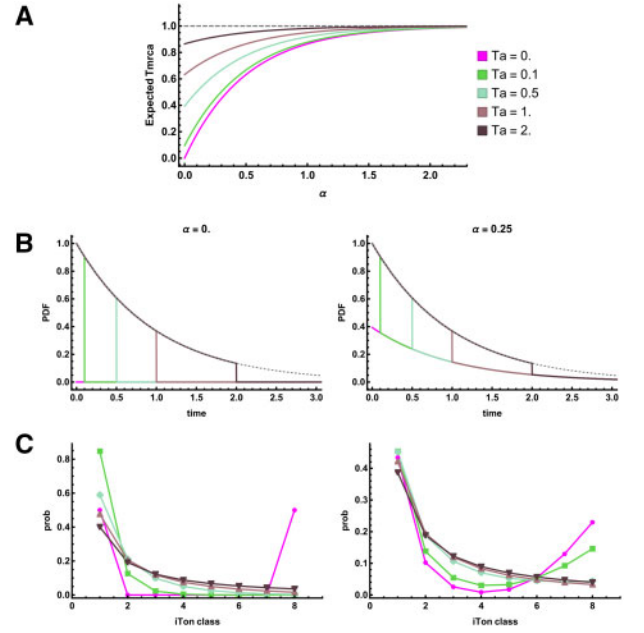 A
Expected Tmrca
1.0
0.8
0.6
0.4
0.2
0.0
0.0 0.5 1.0 1.5 2.0
α
Ta = 0.
Ta = 0.1
Ta = 0.5
Ta = 1.
Ta = 2.
B
α = 0.
PDF
1.0
0.8
0.6
0.4
0.2
0.0
0.0 0.5 1.0 1.5 2.0 2.5 3.0
time
α = 0.25
PDF
1.0
0.8
0.6
0.4
0.2
0.0
0.0 0.5 1.0 1.5 2.0 2.5 3.0
time
C
prob
0.8
0.6
0.4
0.2
0.0
0 2 4 6 8
iTon class
prob
0.4
0.3
0.2
0.1
0.0
0 2 4 6 8
iTon class